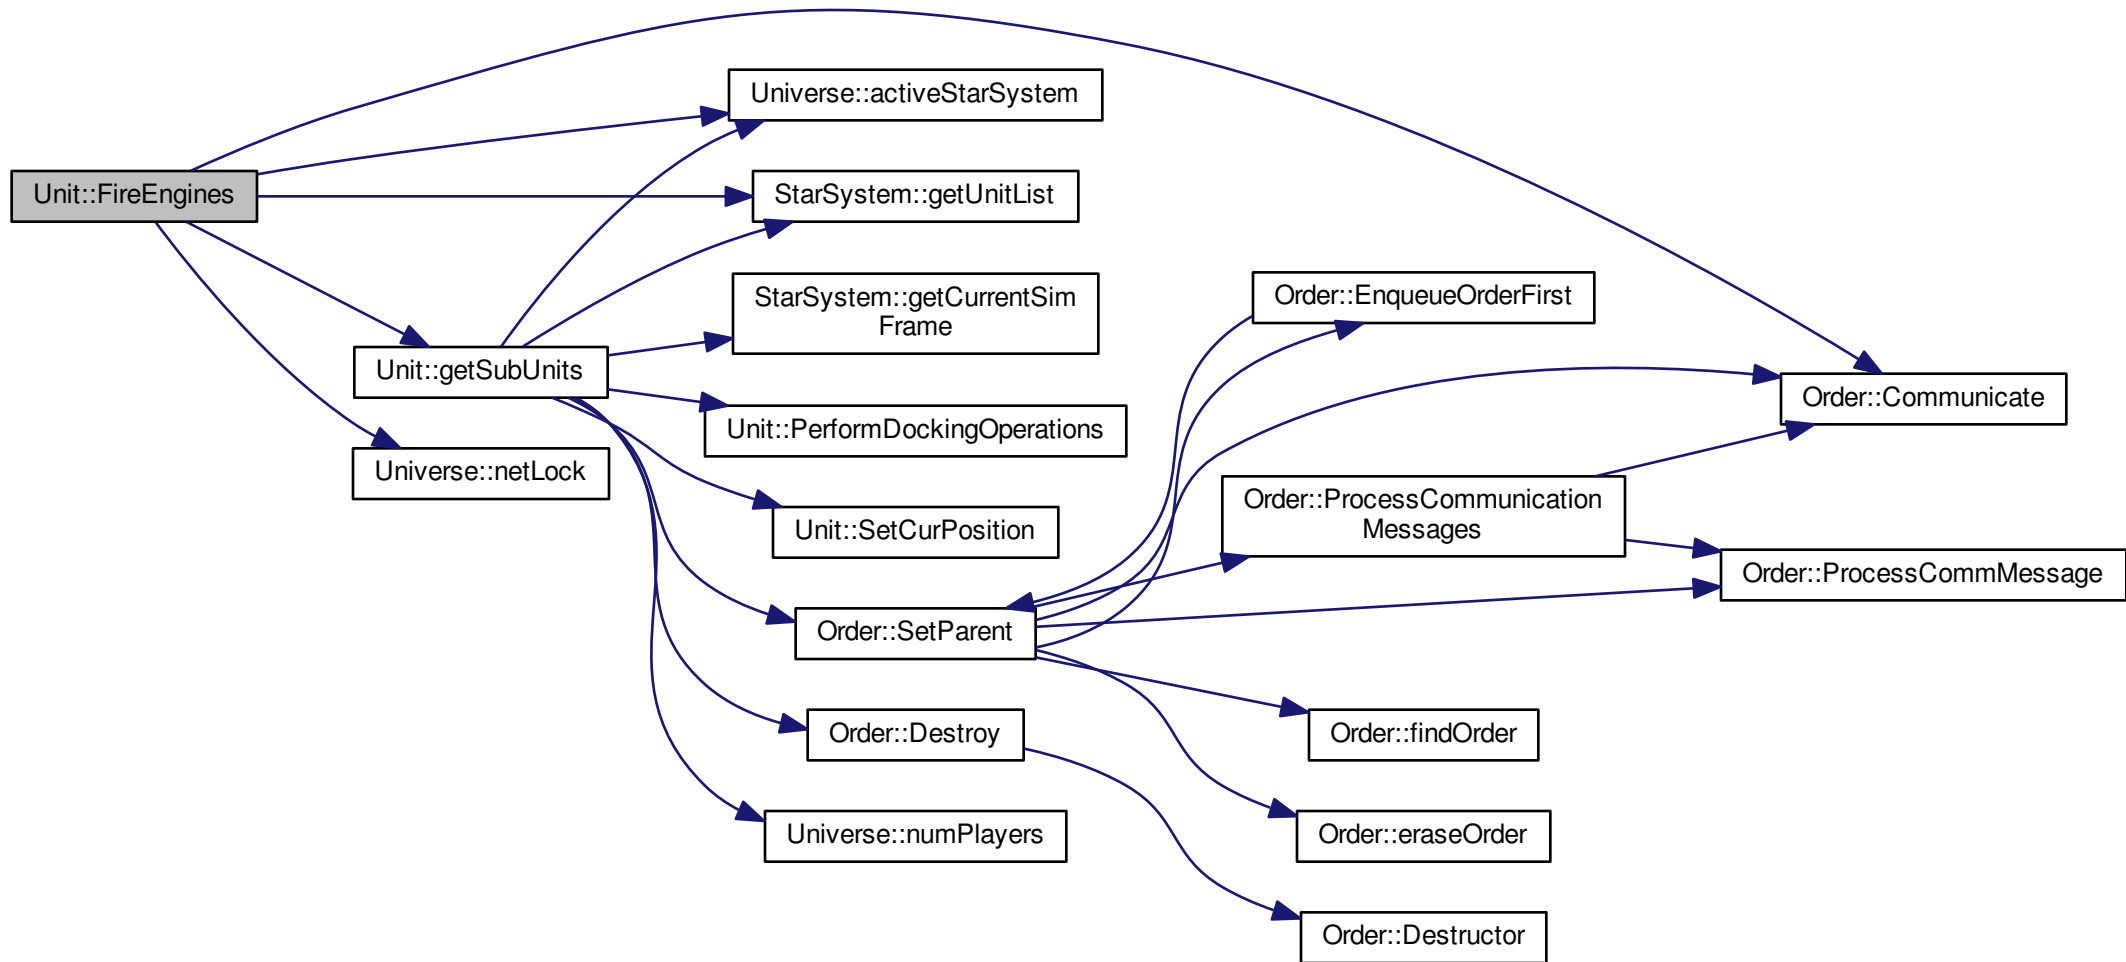 Unit::FireEngines
Universe::activeStarSystem
StarSystem::getUnitList
StarSystem::getCurrentSim
Frame
Unit::getSubUnits
Unit::PerformDockingOperations
Universe::netLock
Unit::SetCurPosition
Order::SetParent
Order::Destroy
Universe::numPlayers
Order::EnqueueOrderFirst
Order::ProcessCommunication
Messages
Order::findOrder
Order::eraseOrder
Order::Destructor
Order::Communicate
Order::ProcessCommMessage